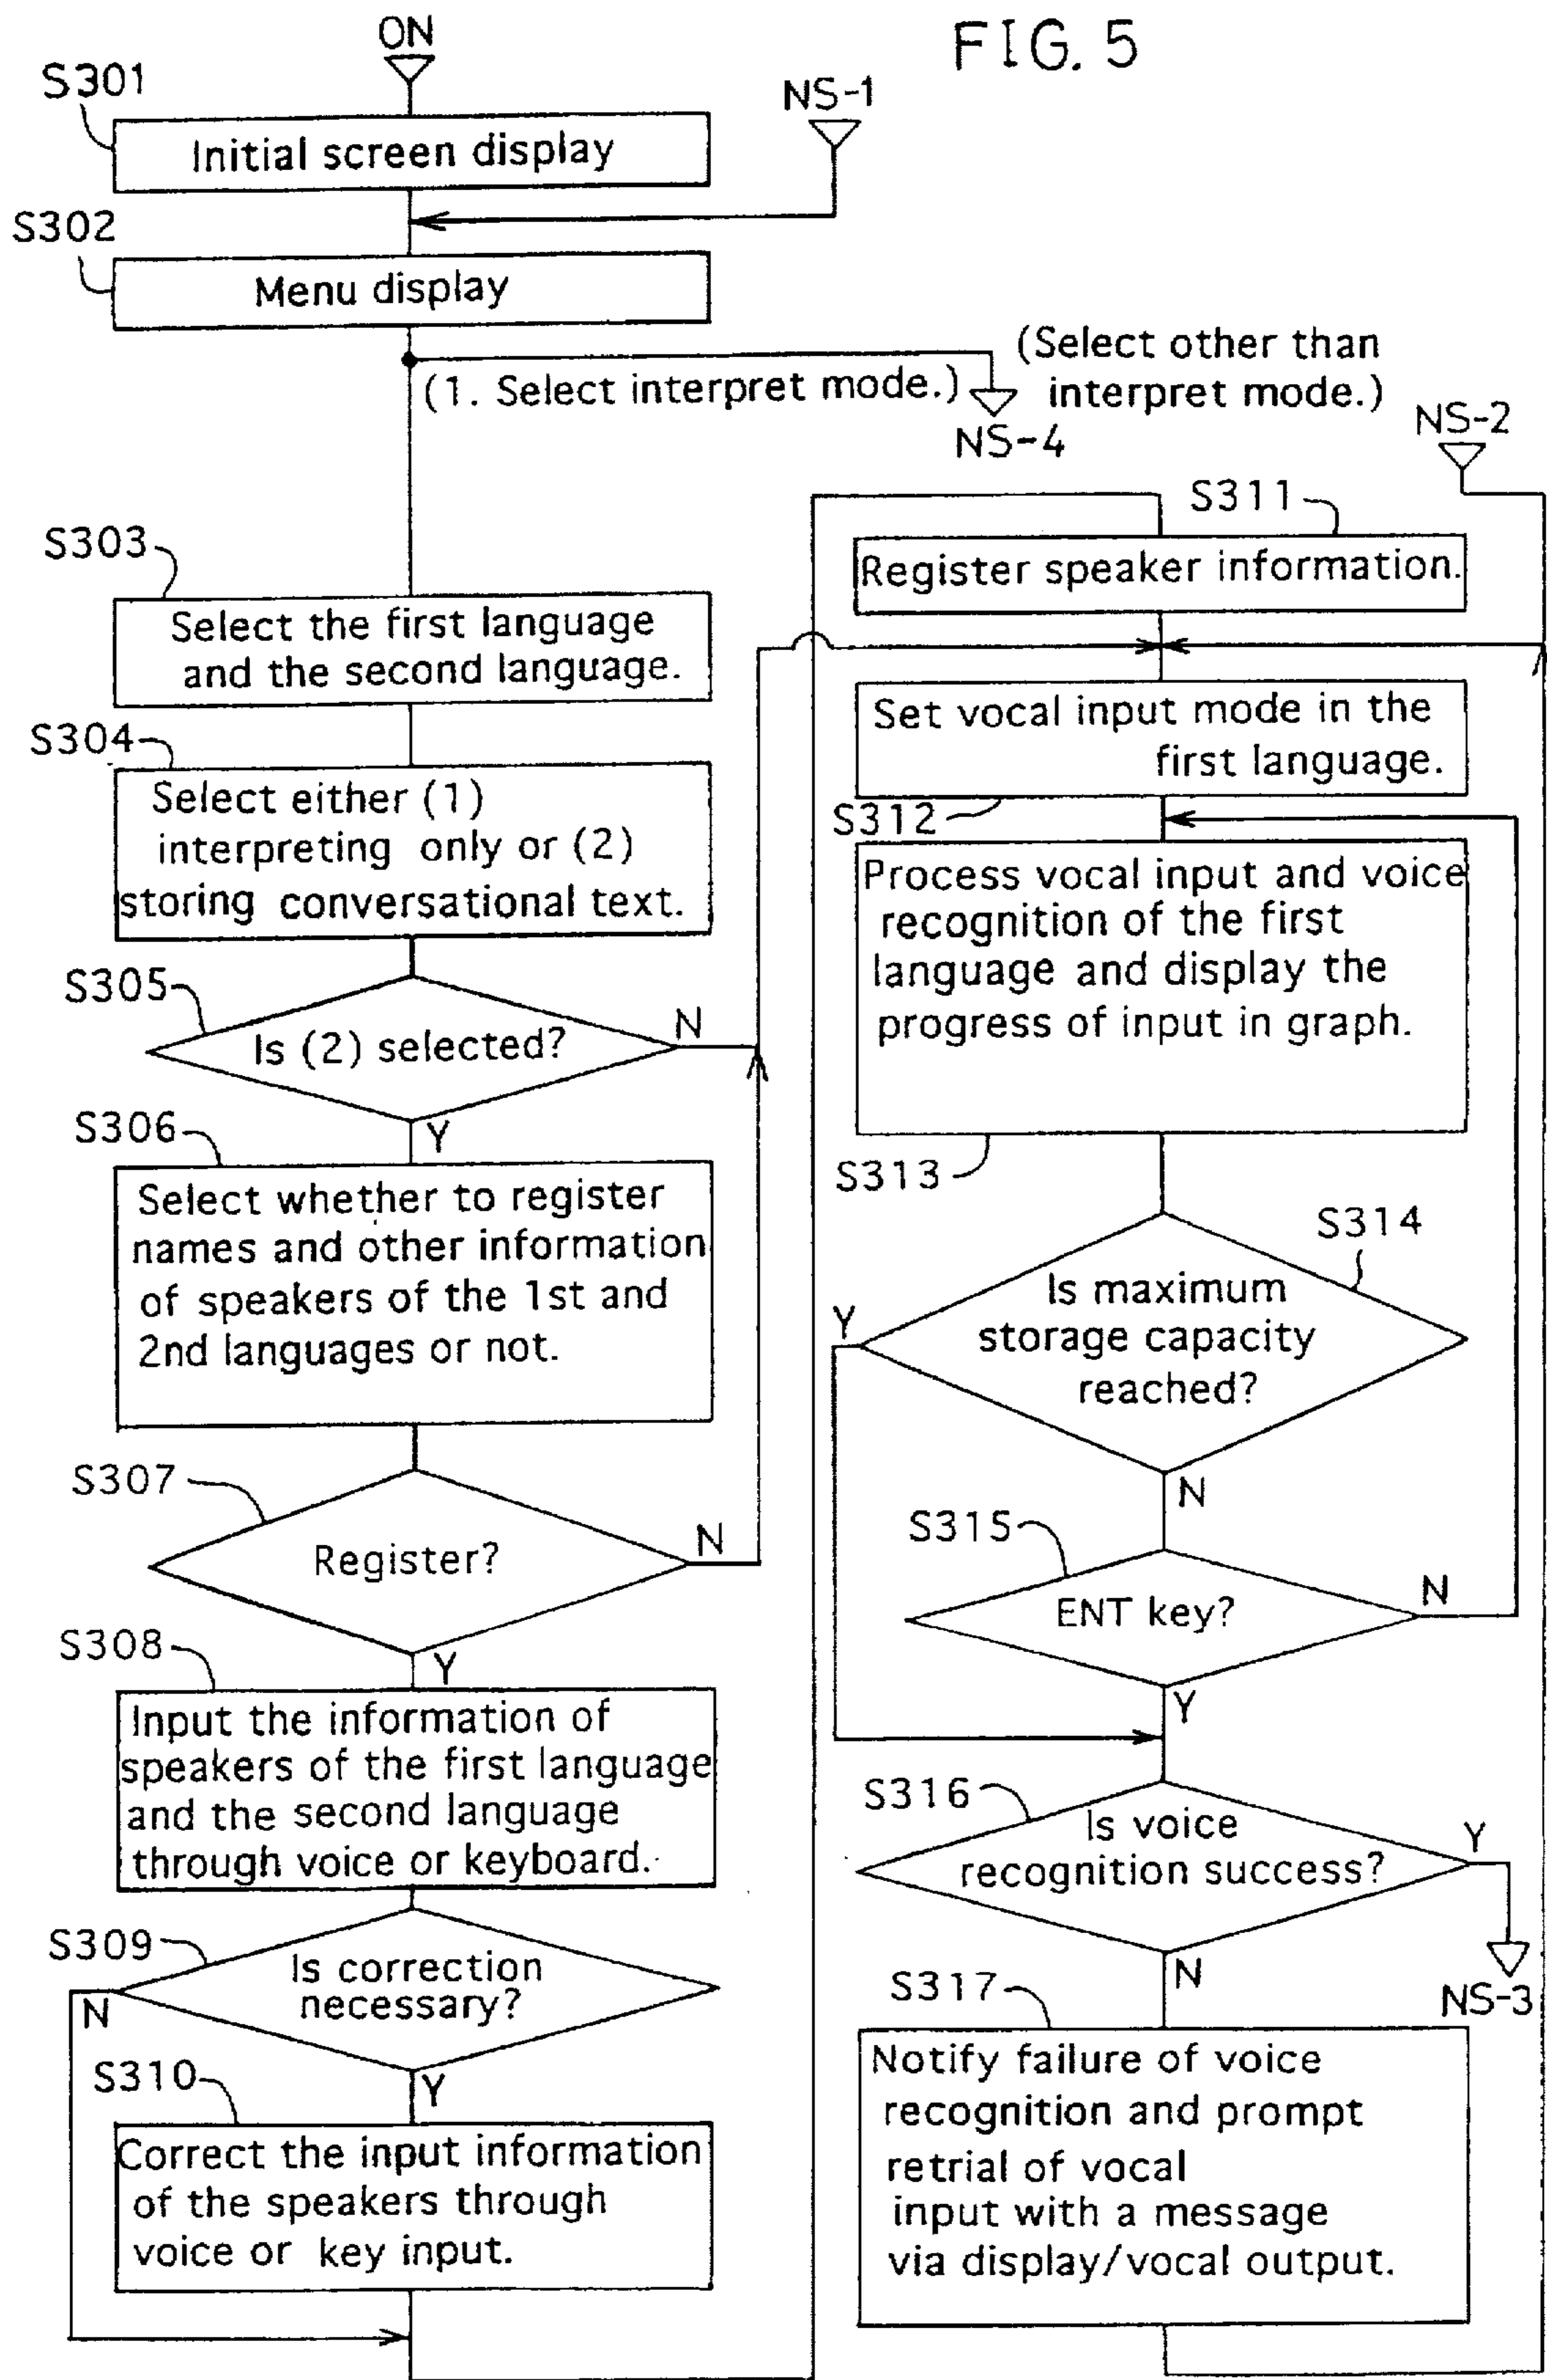 FIG. 5
ON
S301
Initial screen display
NS-1
S302
Menu display
(1. Select interpret mode.)
(Select other than
interpret mode.)
NS-4
S303
Select the first language
and the second language.
S304
Select either (1)
interpreting only or (2)
storing conversational text.
S305
Is (2) selected?
N
Y
S306
Select whether to register
names and other information
of speakers of the 1st and
2nd languages or not.
S307
Register?
N
Y
S308
Input the information of
speakers of the first language
and the second language
through voice or keyboard.
S309
Is correction
necessary?
N
Y
S310
Correct the input information
of the speakers through
voice or key input.
NS-2
S311
Register speaker information.
Set vocal input mode in the
first language.
S312
Process vocal input and voice
recognition of the first
language and display the
progress of input in graph.
S313
S314
Is maximum
storage capacity
reached?
Y
N
S315
ENT key?
N
Y
S316
Is voice
recognition success?
Y
N
NS-3
S317
Notify failure of voice
recognition and prompt
retrial of vocal
input with a message
via display/vocal output.